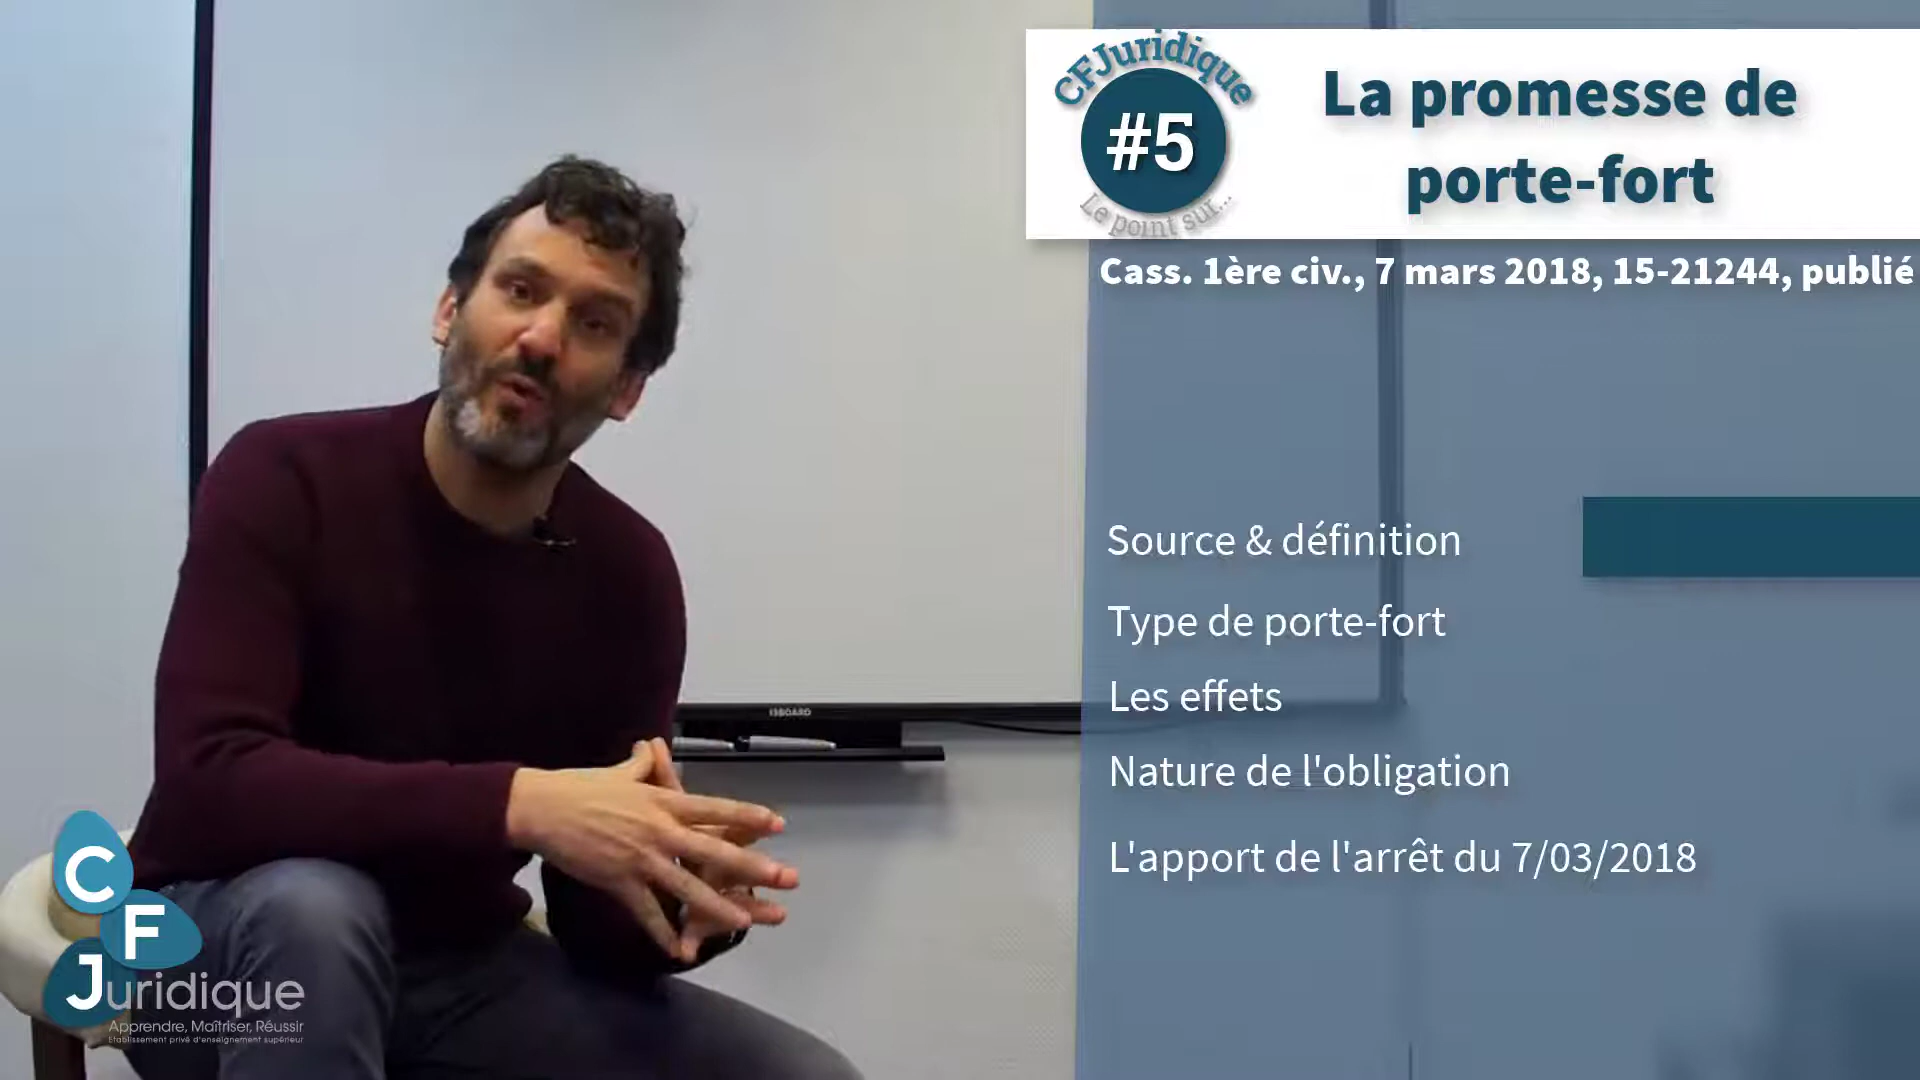 CFJuridique
#5
Le point sur...
La promesse de
porte-fort
Cass. 1ère civ., 7 mars 2018, 15-21244, publié
Source & définition
Type de porte-fort
Les effets
Nature de l'obligation
L'apport de l'arrêt du 7/03/2018
ISBOARD
CFJuridique
Apprendre, Maîtriser, Réussir
Etablissement privé d'enseignement supérieur